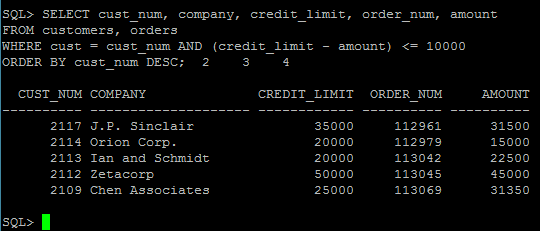 SQL> SELECT cust_num, company, credit_limit, order_num, amount
FROM customers, orders
WHERE cust = cust_num AND (credit_limit - amount) <= 10000
ORDER BY cust_num DESC;  2    3    4

  CUST_NUM COMPANY              CREDIT_LIMIT  ORDER_NUM     AMOUNT
---------- -------------------- ------------ ---------- ----------
      2117 J.P. Sinclair               35000     112961      31500
      2114 Orion Corp.                 20000     112979      15000
      2113 Ian and Schmidt             20000     113042      22500
      2112 Zetacorp                    50000     113045      45000
      2109 Chen Associates             25000     113069      31350

SQL>